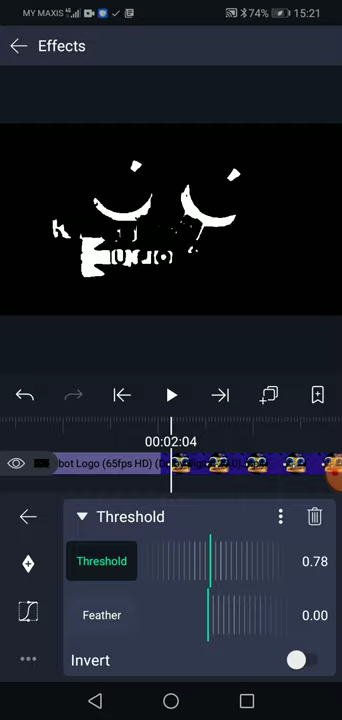 MY MAXIS 74% 15:21
Effects
00:02:04
bot Logo (65fps HD) (
Threshold
Threshold 0.78
Feather 0.00
Invert